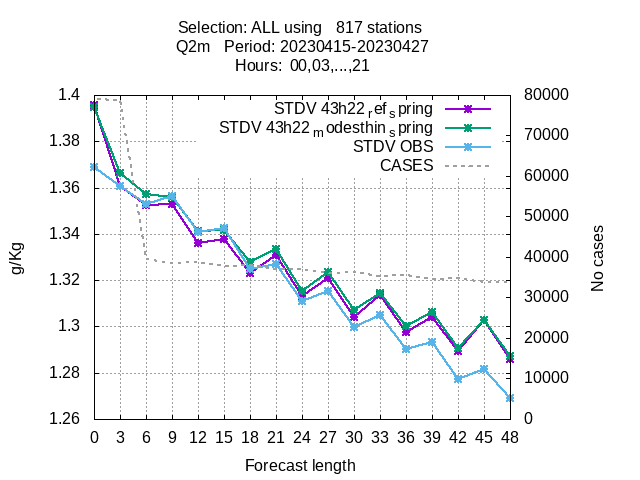 Selection: ALL using   817 stations
Q2m   Period: 20230415-20230427
Hours:  00,03,...,21
STDV 43h22_ref_spring
STDV 43h22_modesthin_spring
STDV OBS
CASES
g/Kg
1.4
1.38
1.36
1.34
1.32
1.3
1.28
1.26
80000
70000
60000
50000
40000
30000
20000
10000
0
No cases
0 3 6 9 12 15 18 21 24 27 30 33 36 39 42 45 48
Forecast length